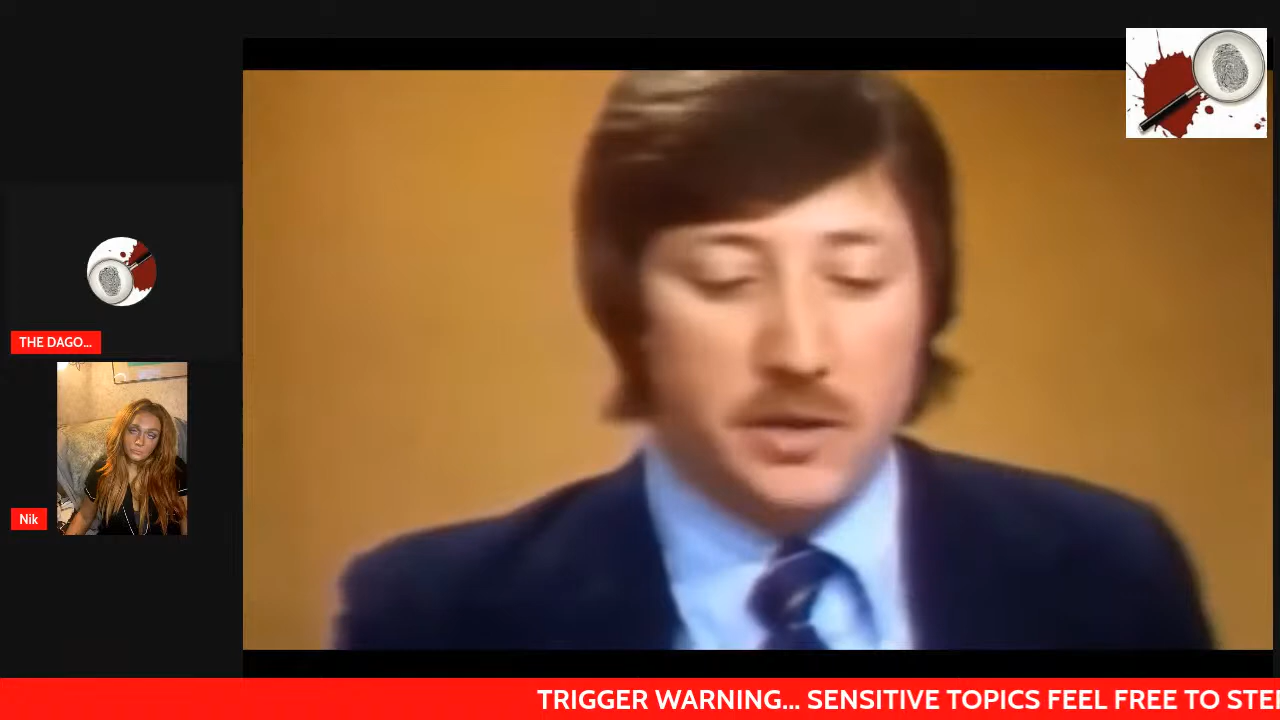 THE DAGO...
Nik
TRIGGER WARNING... SENSITIVE TOPICS FEEL FREE TO STE